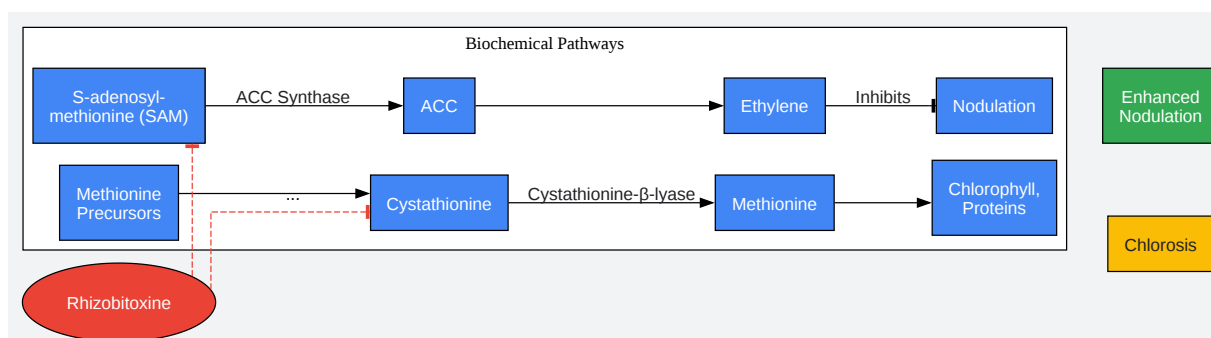 Biochemical Pathways
S-adenosyl-
methionine (SAM)
ACC Synthase
ACC
Ethylene
Inhibits
Nodulation
Enhanced
Nodulation
Methionine
Precursors
...
Cystathionine
Cystathionine-β-lyase
Methionine
Chlorophyll,
Proteins
Chlorosis
Rhizobitoxine